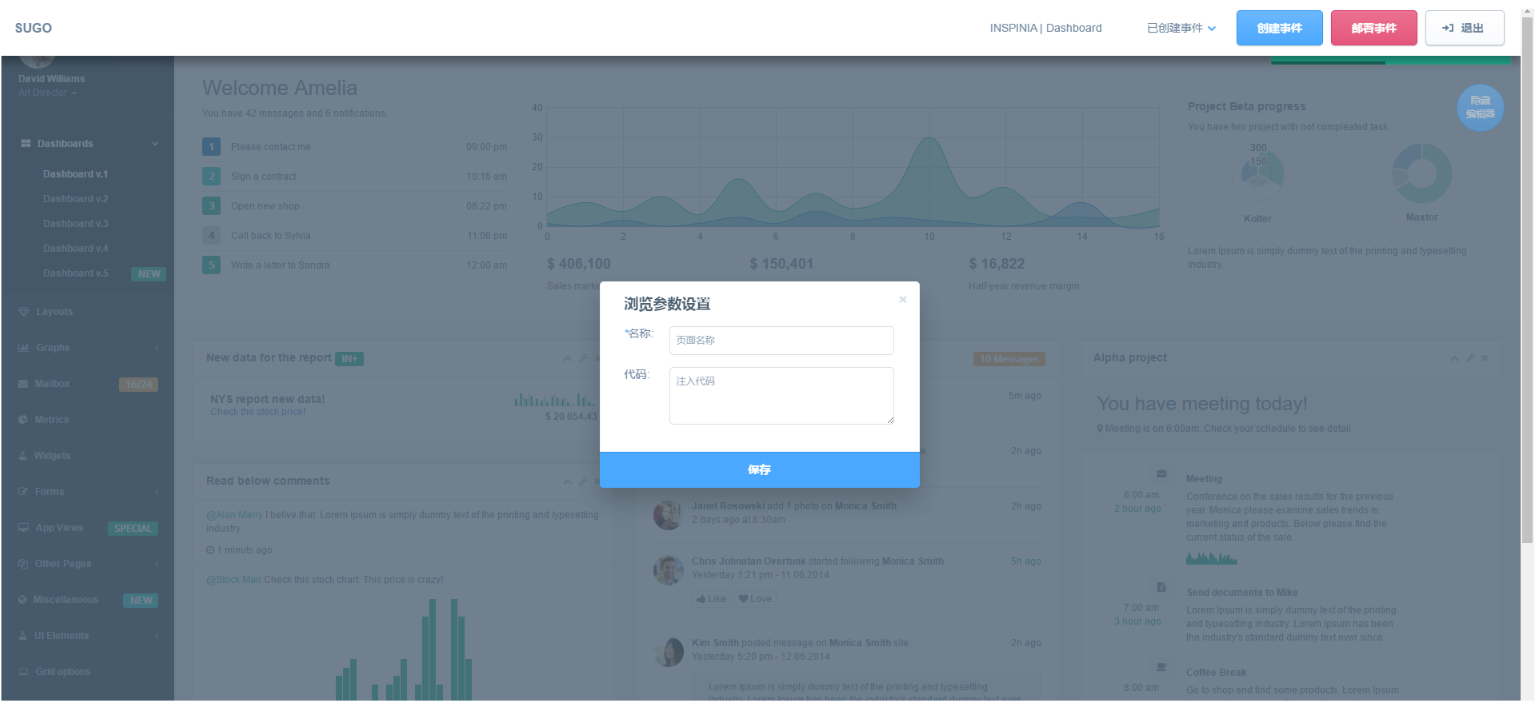 SUGO
INSPINIA | Dashboard
已创建事件
创建事件
部署事件
退出
David Williams
Art Director
Dashboards
Dashboard v.1
Dashboard v.2
Dashboard v.3
Dashboard v.4
Dashboard v.5 NEW
Layouts
Graphs
Mailbox 16/24
Metrics
Widgets
Forms
App Views SPECIAL
Other Pages
Miscellaneous NEW
UI Elements
Grid options
Welcome Amelia
You have 42 messages and 6 notifications.
1 Please contact me 09:00 pm
2 Sign a contract 10:16 am
3 Open new shop 08:22 pm
4 Call back to Sylvia 11:06 pm
5 Write a letter to Sandra 12:00 am
40
30
20
10
0
0 2 4 6 8 10 12 14 16
$ 406,100
Sales marke
$ 150,401
$ 16,822
Half-year revenue margin
Project Beta progress
You have two project with not compleated task.
300
150
Kolter
Maxtor
Lorem Ipsum is simply dummy text of the printing and typesetting
industry.
隐藏
编辑器
浏览参数设置
×
*名称:
页面名称
代码:
注入代码
保存
New data for the report IN+
NYS report new data!
Check the stock price!
$ 20 054.43
Read below comments
@Alan Marry I belive that. Lorem Ipsum is simply dummy text of the printing and typesetting
industry.
1 minuts ago
@Stock Man Check this stock chart. This price is crazy!
10 Messages
5m ago
2h ago
Janet Rosowski add 1 photo on Monica Smith. 2h ago
2 days ago at 8:30am
Chris Johnatan Overtunk started following Monica Smith. 5h ago
Yesterday 1:21 pm - 11.06.2014
Like
Love
Kim Smith posted message on Monica Smith site. 2h ago
Yesterday 5:20 pm - 12.06.2014
Lorem Ipsum is simply dummy text of the printing and typesetting
industry. Lorem Ipsum has been the industry's standard dummy text ever
Alpha project
You have meeting today!
Meeting is on 6:00am. Check your schedule to see detail.
6:00 am
2 hour ago
Meeting
Conference on the sales results for the previous
year. Monica please examine sales trends in
marketing and products. Below please find the
current status of the sale.
7:00 am
3 hour ago
Send documents to Mike
Lorem Ipsum is simply dummy text of the printing
and typesetting industry. Lorem Ipsum has been
the industry's standard dummy text ever since.
8:00 am
Coffee Break
Go to shop and find some products. Lorem Ipsum